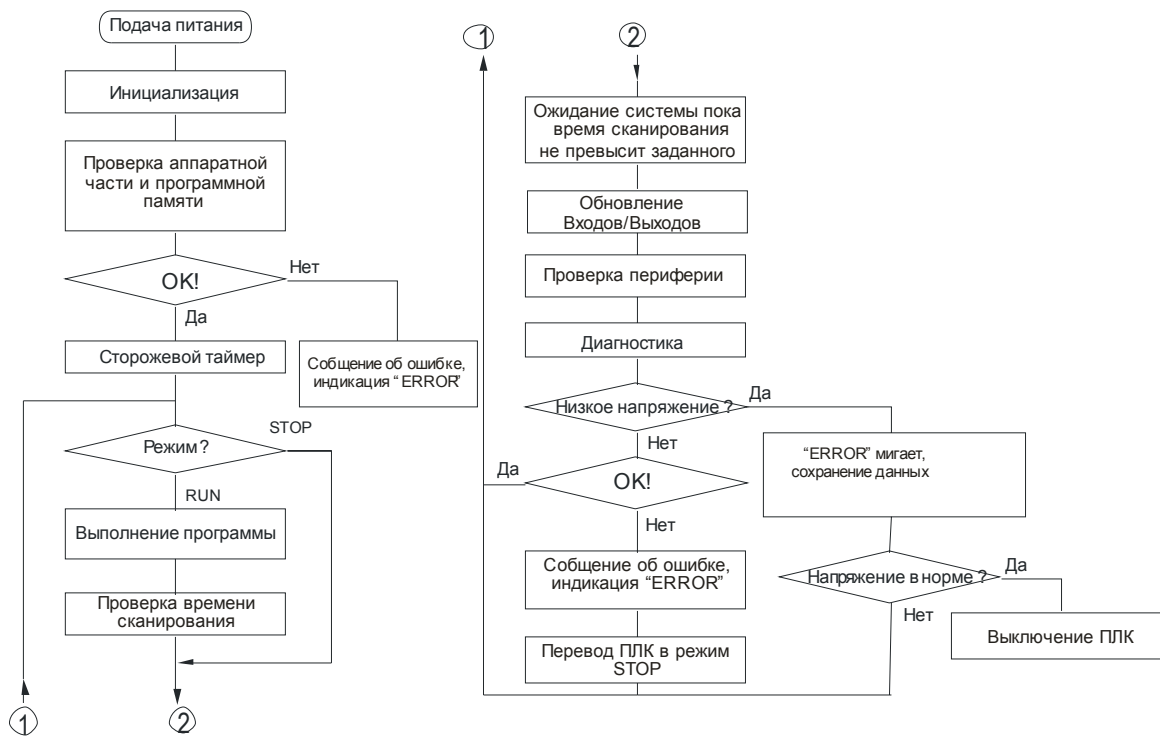 Подача питания
Инициализация
Проверка аппаратной
части и программной
памяти
OK!
Нет
Да
Сторожевой таймер
Собщение об ошибке,
индикация “ ERROR”
Режим ?
STOP
RUN
Выполнение программы
Проверка времени
сканирования
1
2
1
2
Ожидание системы пока
время сканирования
не превысит заданного
Обновление
Входов/Выходов
Проверка периферии
Диагностика
Низкое напряжение ?
Да
Нет
“ERROR” мигает,
сохранение данных
Да
OK!
Нет
Собщение об ошибке,
индикация “ERROR”
Напряжение в норме ?
Да
Нет
Выключение ПЛК
Перевод ПЛК в режим
STOP